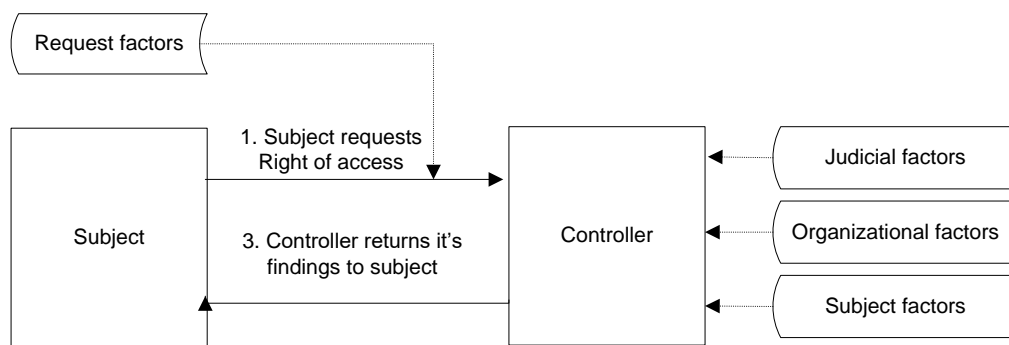 Request factors
1. Subject requests
Right of access
Judicial factors
Subject
3. Controller returns it's
findings to subject
Controller
Organizational factors
Subject factors